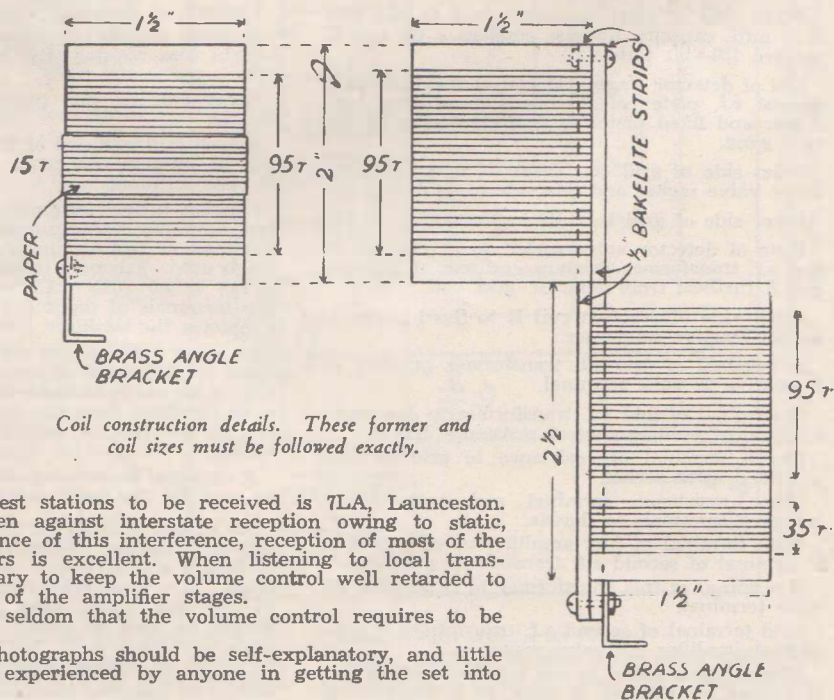 1½"
1½"
15T
95T
2"
95T
½" BAKELITE STRIPS
PAPER
BRASS ANGLE
BRACKET
95T
2½
35T
1½"
BRASS ANGLE
BRACKET
Coil construction details. These former and
coil sizes must be followed exactly.
est stations to be received is 7LA, Launceston.
en against interstate reception owing to static,
nce of this interference, reception of most of the
rs is excellent. When listening to local trans-
ary to keep the volume control well retarded to
of the amplifier stages.
seldom that the volume control requires to be
hotographs should be self-explanatory, and little
experienced by anyone in getting the set into